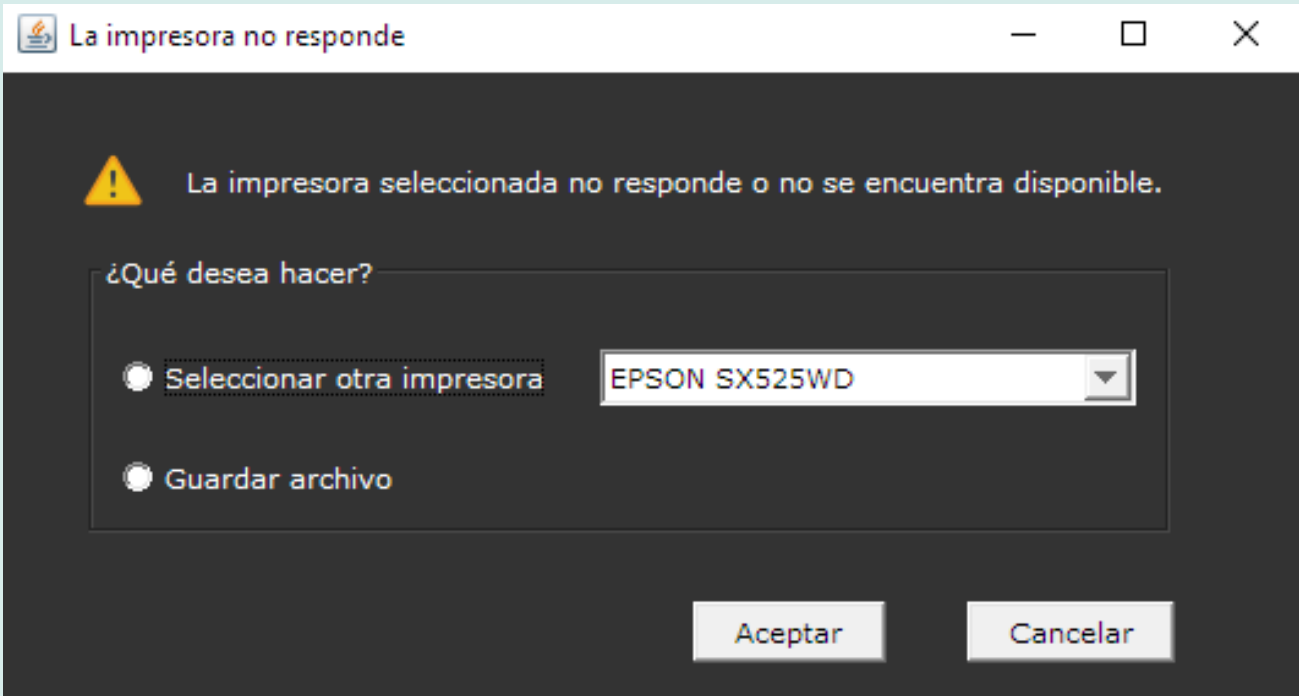 La impresora no responde
La impresora seleccionada no responde o no se encuentra disponible.
¿Qué desea hacer?
Seleccionar otra impresora EPSON SX525WD
Guardar archivo
Aceptar Cancelar